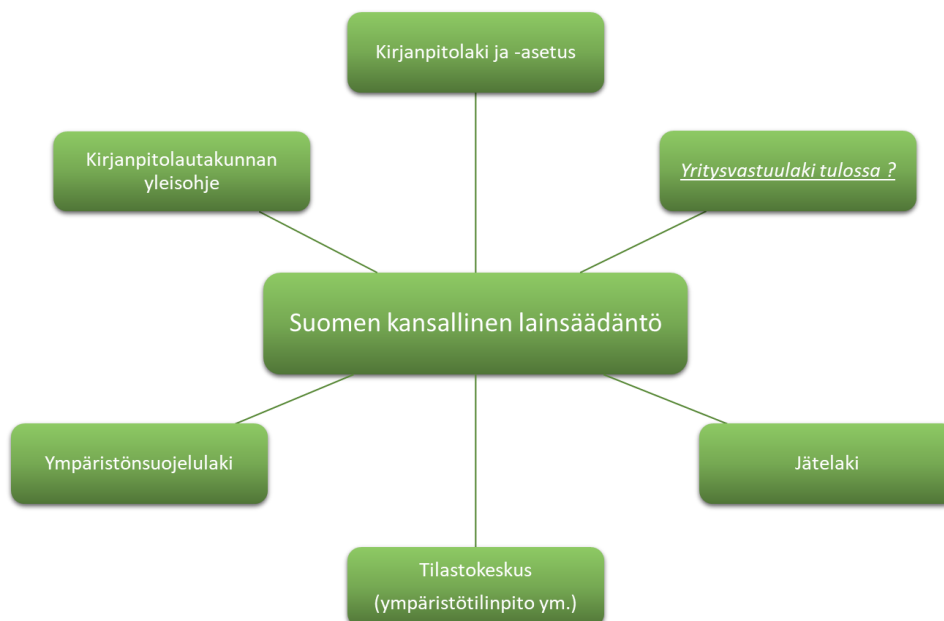 Kirjanpitolaki ja -asetus
Kirjanpitolautakunnan
yleisohje
Yritysvastuulaki tulossa ?
Suomen kansallinen lainsäädäntö
Ympäristönsuojelulaki
Jätelaki
Tilastokeskus
(ympäristötilinpito ym.)